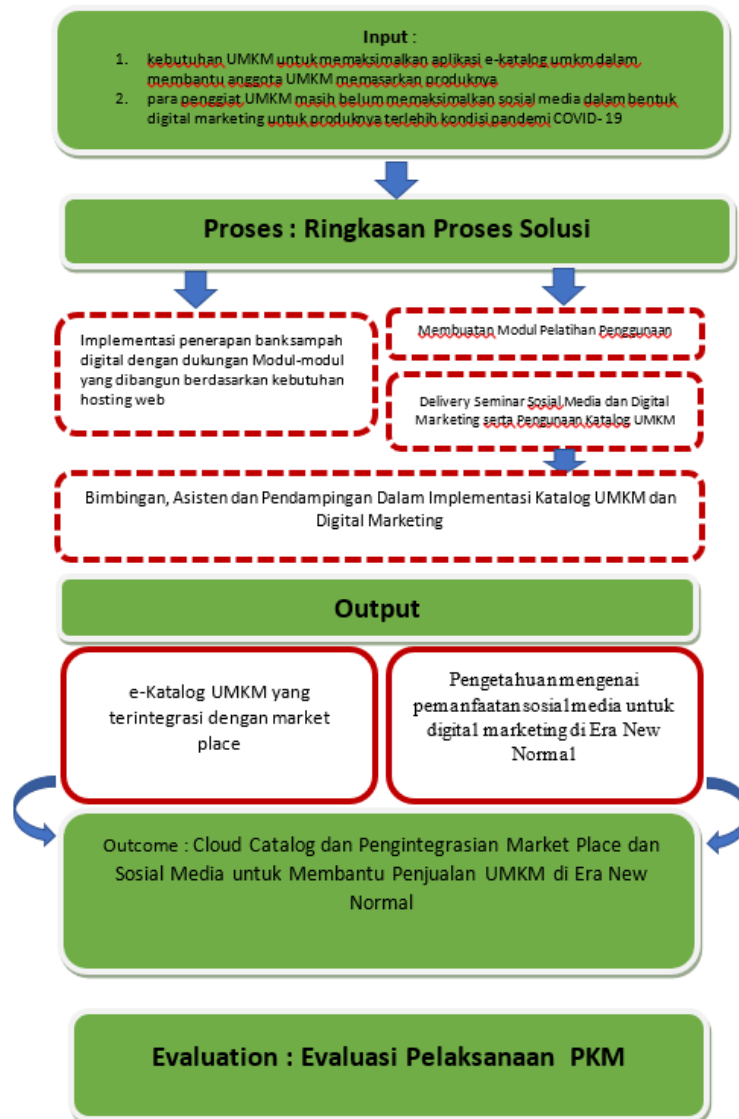 Input :
1. kebutuhan UMKM untuk memaksimalkan aplikasi e-katalog umkm dalam
membantu anggota UMKM memasarkan produknya
2. para penggiat UMKM masih belum memaksimalkan sosial media dalam bentuk
digital marketing untuk produknya terlebih kondisi pandemi COVID- 19
Proses : Ringkasan Proses Solusi
Implementasi penerapan bank sampah
digital dengan dukungan Modul-modul
yang dibangun berdasarkan kebutuhan
hosting web
Membuatan Modul Pelatihan Penggunaan
Delivery Seminar Sosial Media dan Digital
Marketing serta Pengunaan Katalog UMKM
Bimbingan, Asisten dan Pendampingan Dalam Implementasi Katalog UMKM dan
Digital Marketing
Output
e-Katalog UMKM yang
terintegrasi dengan market
place
Pengetahuan mengenai
pemanfaatan sosial media untuk
digital marketing di Era New
Normal
Outcome : Cloud Catalog dan Pengintegrasian Market Place dan
Sosial Media untuk Membantu Penjualan UMKM di Era New
Normal
Evaluation : Evaluasi Pelaksanaan PKM